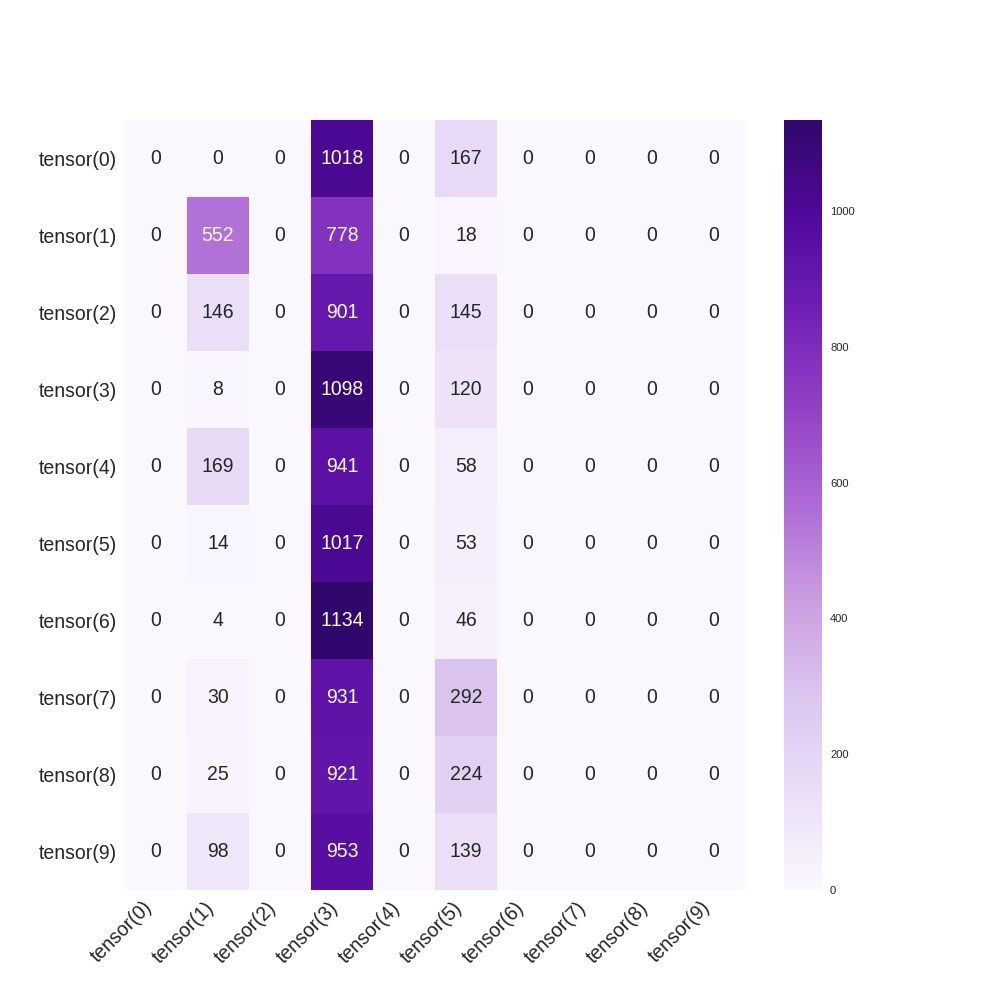 tensor(0) 0 0 0 1018 0 167 0 0 0 0
tensor(1) 0 552 0 778 0 18 0 0 0 0
tensor(2) 0 146 0 901 0 145 0 0 0 0
tensor(3) 0 8 0 1098 0 120 0 0 0 0
tensor(4) 0 169 0 941 0 58 0 0 0 0
tensor(5) 0 14 0 1017 0 53 0 0 0 0
tensor(6) 0 4 0 1134 0 46 0 0 0 0
tensor(7) 0 30 0 931 0 292 0 0 0 0
tensor(8) 0 25 0 921 0 224 0 0 0 0
tensor(9) 0 98 0 953 0 139 0 0 0 0
tensor(0) tensor(1) tensor(2) tensor(3) tensor(4) tensor(5) tensor(6) tensor(7) tensor(8) tensor(9)
1000
800
600
400
200
0